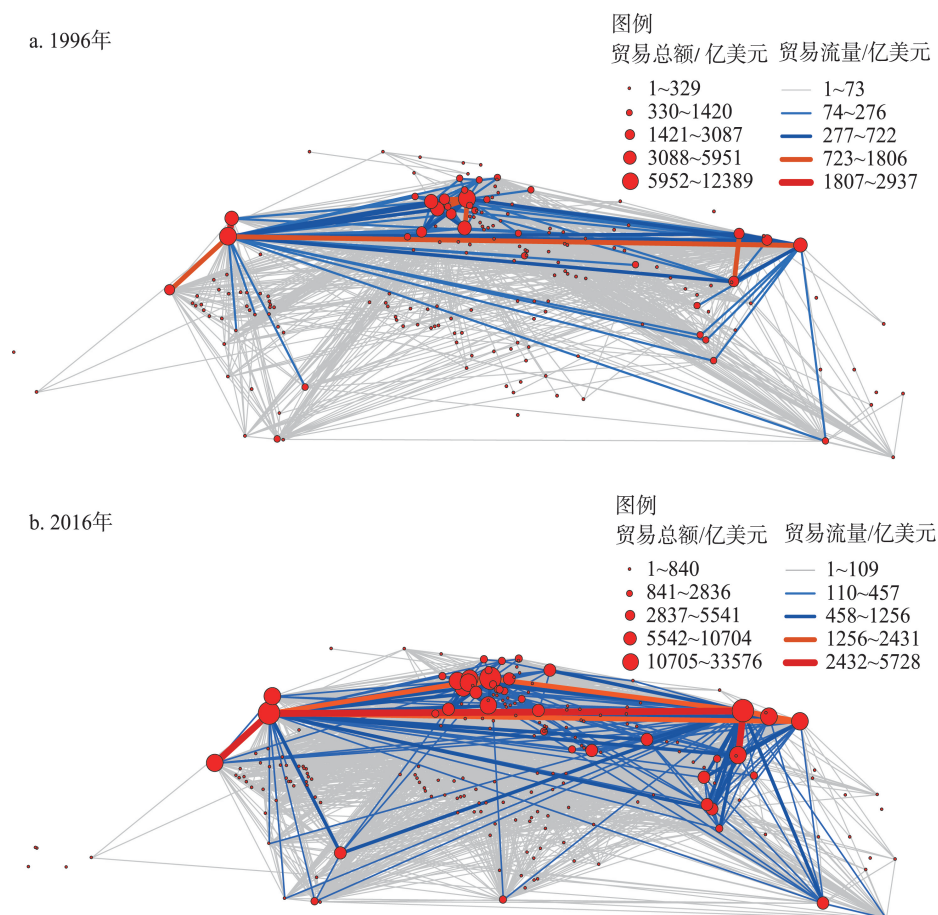 a. 1996年
图例
贸易总额/ 亿美元 贸易流量/亿美元
1~329 1~73
330~1420 74~276
1421~3087 277~722
3088~5951 723~1806
5952~12389 1807~2937
b. 2016年
图例
贸易总额/亿美元 贸易流量/亿美元
1~840 1~109
841~2836 110~457
2837~5541 458~1256
5542~10704 1256~2431
10705~33576 2432~5728